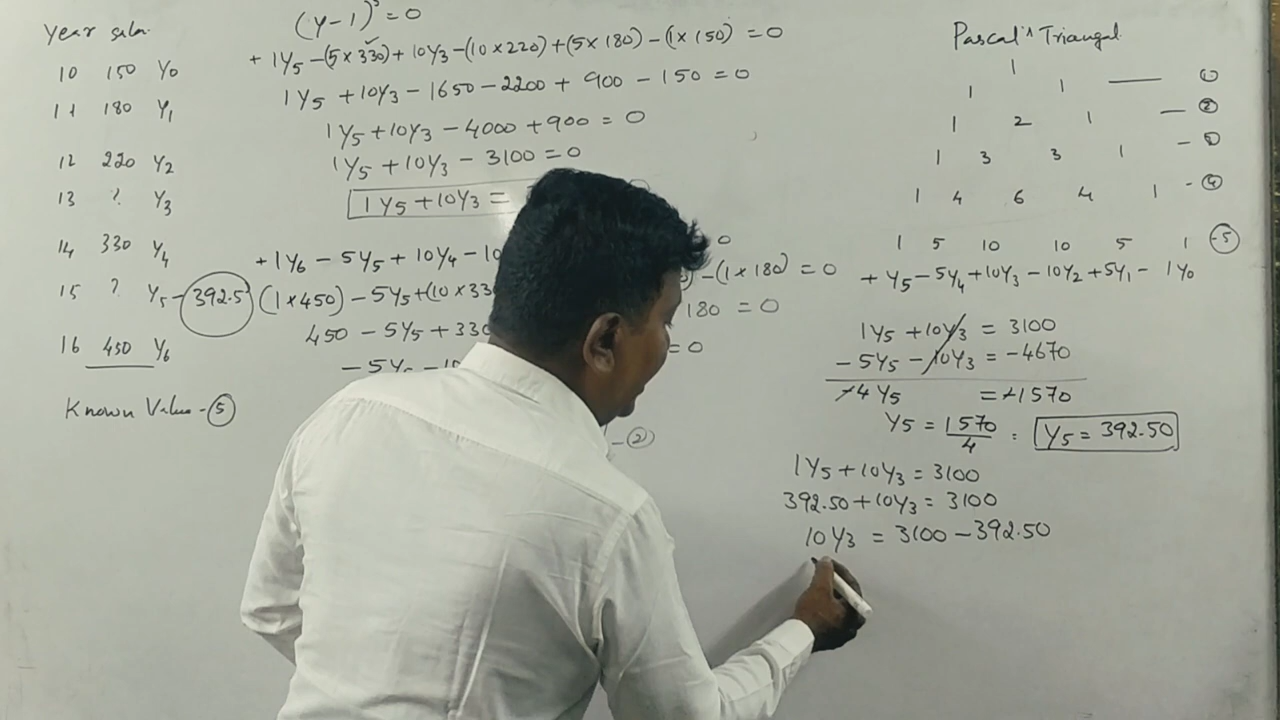 Year
10 150 Y0
11 180 Y1
12 220 Y2
13 ? Y3
14 330 Y4
15 ? Y5 - 392.5
16 450 Y6
Known Value - 5
(Y-1)⁵ = 0
+ 1Y5 - (5 x 330) + 10Y3 - (10 x 220) + (5 x 180) - (1 x 150) = 0
1Y5 + 10Y3 - 1650 - 2200 + 900 - 150 = 0
1Y5 + 10Y3 - 4000 + 900 = 0
1Y5 + 10Y3 - 3100 = 0
1Y5 + 10Y3 =
+ 1Y6 - 5Y5 + 10Y4 - 10 0
(1 x 450) - 5Y5 + (10 x 33 ) - (1 x 180) = 0
450 - 5Y5 + 330 180 = 0
= 0
- 2
Pascal's Triangal
1
1 1 — 1
1 2 1 — 2
1 3 3 1 -
1 4 6 4 1 - 4
1 5 10 10 5 1 - 5
+ Y5 - 5Y4 + 10Y3 - 10Y2 + 5Y1 - 1Y0
1Y5 + 10Y3 = 3100
- 5Y5 - 10Y3 = - 4670
- 4Y5 = - 1570
Y5 = 1570/4 = Y5 = 392.50
1Y5 + 10Y3 = 3100
392.50 + 10Y3 = 3100
10Y3 = 3100 - 392.50